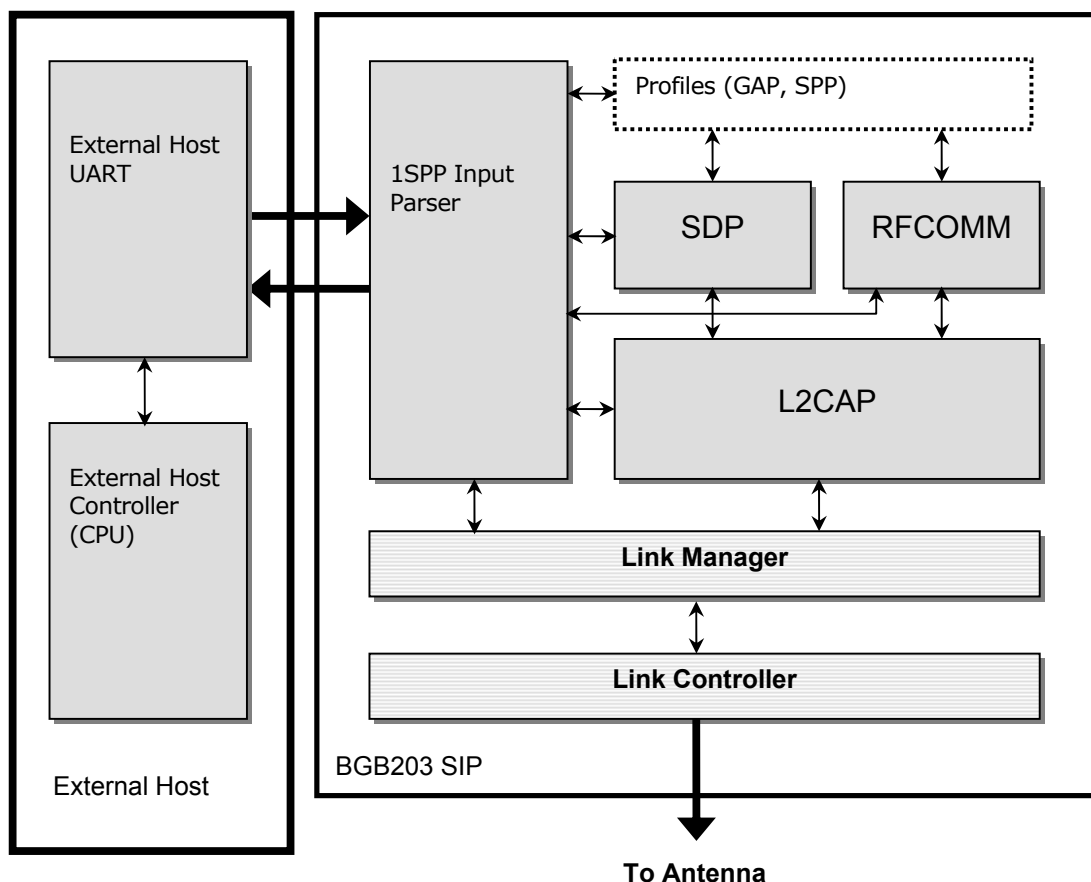 External Host
UART
External Host
Controller
(CPU)
External Host
1SPP Input
Parser
Profiles (GAP, SPP)
SDP
RFCOMM
L2CAP
Link Manager
Link Controller
BGB203 SIP
To Antenna